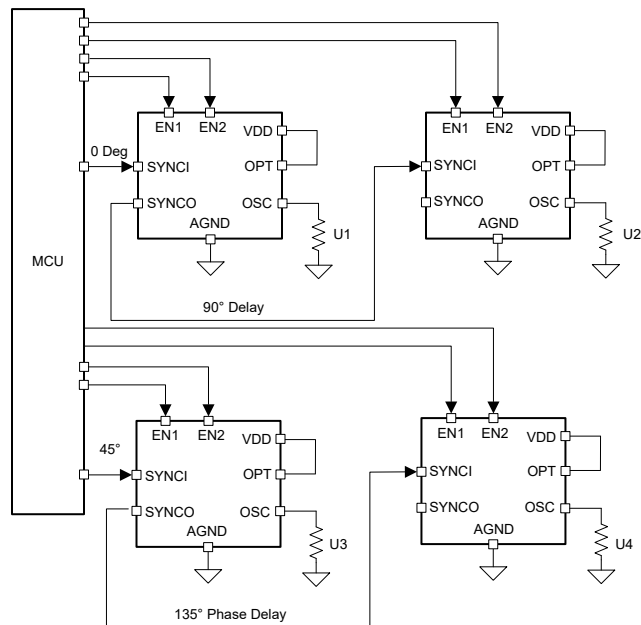 EN1 EN2 VDD
0 Deg SYNCI OPT
SYNCO OSC
AGND
U1
EN1 EN2 VDD
SYNCI OPT
SYNCO OSC
AGND
U2
MCU
90° Delay
EN1 EN2 VDD
45° SYNCI OPT
SYNCO OSC
AGND
U3
EN1 EN2 VDD
SYNCI OPT
SYNCO OSC
AGND
U4
135° Phase Delay